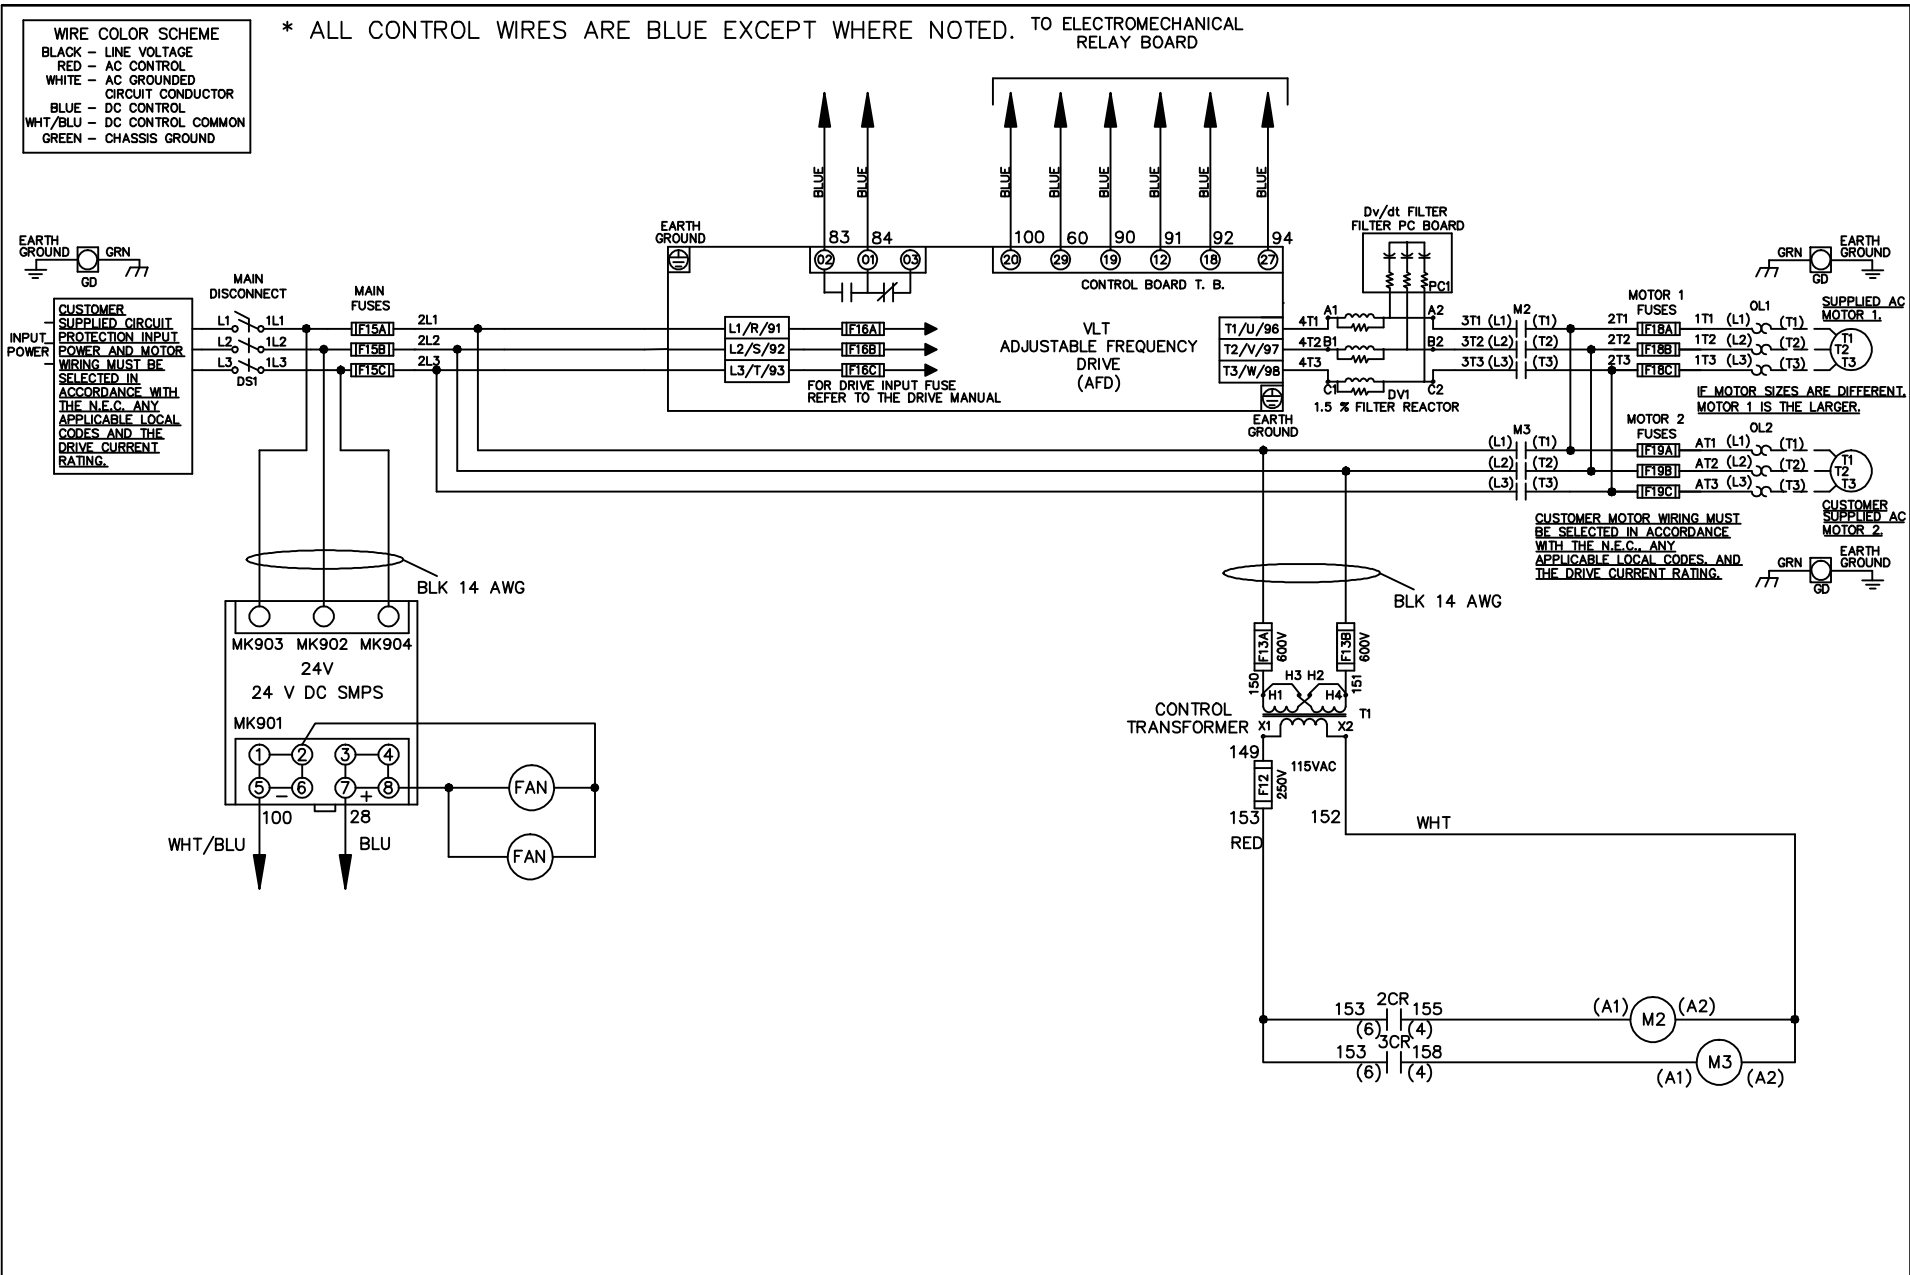 WIRE COLOR SCHEME
BLACK – LINE VOLTAGE
RED – AC CONTROL
WHITE – AC GROUNDED
CIRCUIT CONDUCTOR
BLUE – DC CONTROL
WHT/BLU – DC CONTROL COMMON
GREEN – CHASSIS GROUND
* ALL CONTROL WIRES ARE BLUE EXCEPT WHERE NOTED.
TO ELECTROMECHANICAL
RELAY BOARD
BLUE BLUE BLUE BLUE BLUE BLUE BLUE BLUE
83 84 100 60 90 91 92 94
02 01 03 20 29 19 12 18 27
CONTROL BOARD T. B.
EARTH
GROUND
EARTH
GROUND
GRN
GD
INPUT
POWER
CUSTOMER
SUPPLIED CIRCUIT
PROTECTION INPUT
POWER AND MOTOR
WIRING MUST BE
SELECTED IN
ACCORDANCE WITH
THE N.E.C. ANY
APPLICABLE LOCAL
CODES AND THE
DRIVE CURRENT
RATING.
MAIN
DISCONNECT
L1 1L1
L2 1L2
L3 1L3
DS1
MAIN
FUSES
F15A 2L1
F15B 2L2
F15C 2L3
L1/R/91 F16A
L2/S/92 F16B
L3/T/93 F16C
FOR DRIVE INPUT FUSE
REFER TO THE DRIVE MANUAL
VLT
ADJUSTABLE FREQUENCY
DRIVE
(AFD)
T1/U/96 4T1 A1 A2
T2/V/97 4T2 B1 B2
T3/W/98 4T3 C1 C2
EARTH
GROUND
DV1
1.5 % FILTER REACTOR
Dv/dt FILTER
FILTER PC BOARD
PC1
M2
3T1 (L1) (T1)
3T2 (L2) (T2)
3T3 (L3) (T3)
MOTOR 1
FUSES
2T1 F18A 1T1 (L1) (T1)
2T2 F18B 1T2 (L2) (T2)
2T3 F18C 1T3 (L3) (T3)
OL1
GRN
GD
EARTH
GROUND
SUPPLIED AC
MOTOR 1.
T1
T2
T3
IF MOTOR SIZES ARE DIFFERENT,
MOTOR 1 IS THE LARGER.
M3
(L1) (T1)
(L2) (T2)
(L3) (T3)
MOTOR 2
FUSES
F19A AT1 (L1) (T1)
F19B AT2 (L2) (T2)
F19C AT3 (L3) (T3)
OL2
T1
T2
T3
CUSTOMER
SUPPLIED AC
MOTOR 2.
CUSTOMER MOTOR WIRING MUST
BE SELECTED IN ACCORDANCE
WITH THE N.E.C., ANY
APPLICABLE LOCAL CODES, AND
THE DRIVE CURRENT RATING.
GRN
GD
EARTH
GROUND
BLK 14 AWG
MK903 MK902 MK904
24V
24 V DC SMPS
MK901
1 2 3 4
5 – 6 7 + 8
100 28
WHT/BLU BLU
FAN
FAN
BLK 14 AWG
F13A 600V
F13B 600V
150 151
H3 H2
H1 H4
CONTROL
TRANSFORMER
X1 X2 T1
149
115VAC
F12 250V
153 152
RED
WHT
153 2CR 155
(6) (4)
(A1) M2 (A2)
153 3CR 158
(6) (4)
(A1) M3 (A2)